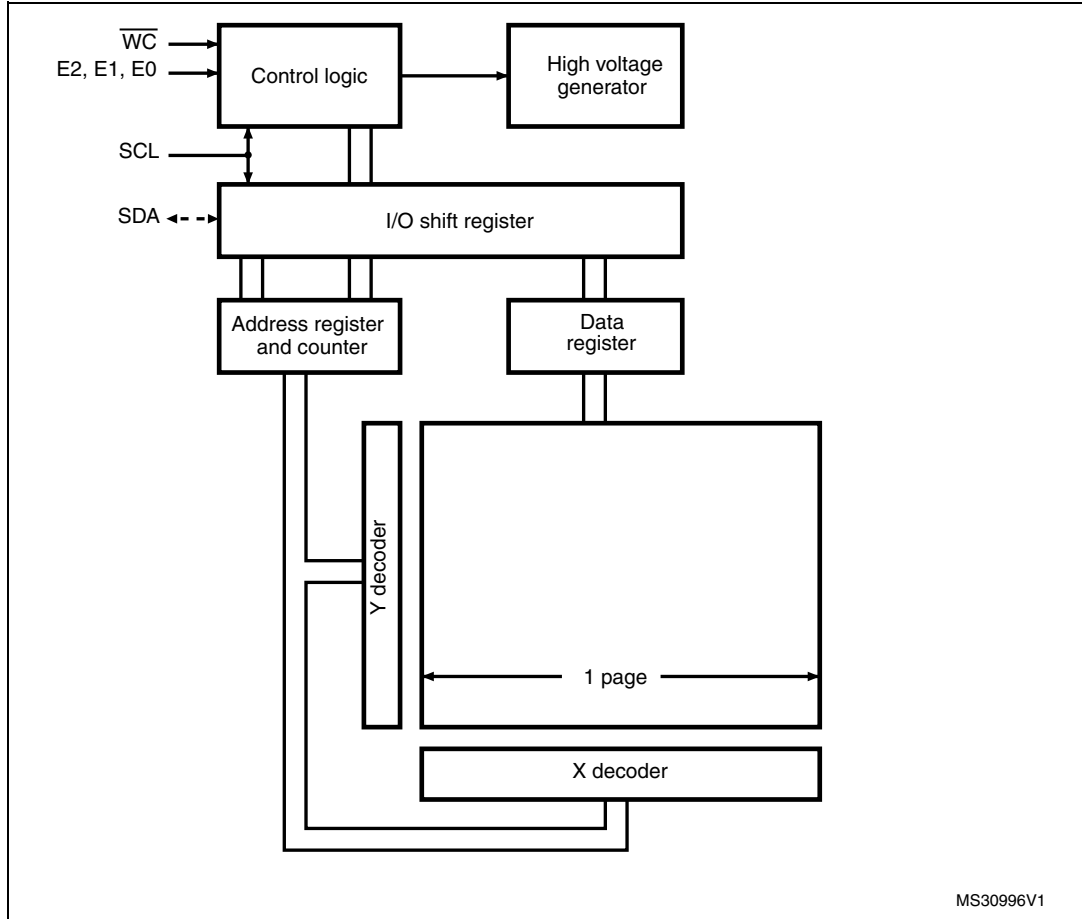 W̅C̅
E2, E1, E0
Control logic
High voltage
generator
SCL
SDA
I/O shift register
Address register
and counter
Data
register
Y decoder
1 page
X decoder
MS30996V1